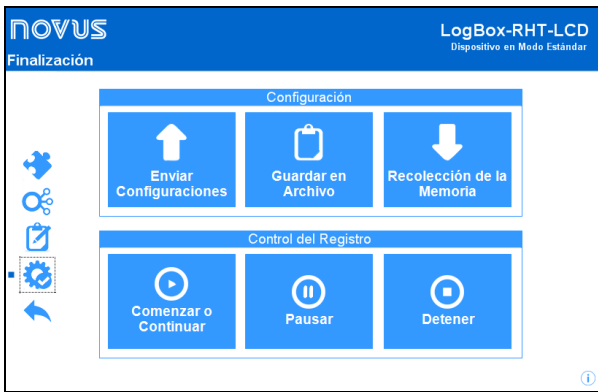 NOVUS
LogBox-RHT-LCD
Dispositivo en Modo Estándar
Finalización
Configuración
Enviar
Configuraciones
Guardar en
Archivo
Recolección de la
Memoria
Control del Registro
Comenzar o
Continuar
Pausar
Detener
i